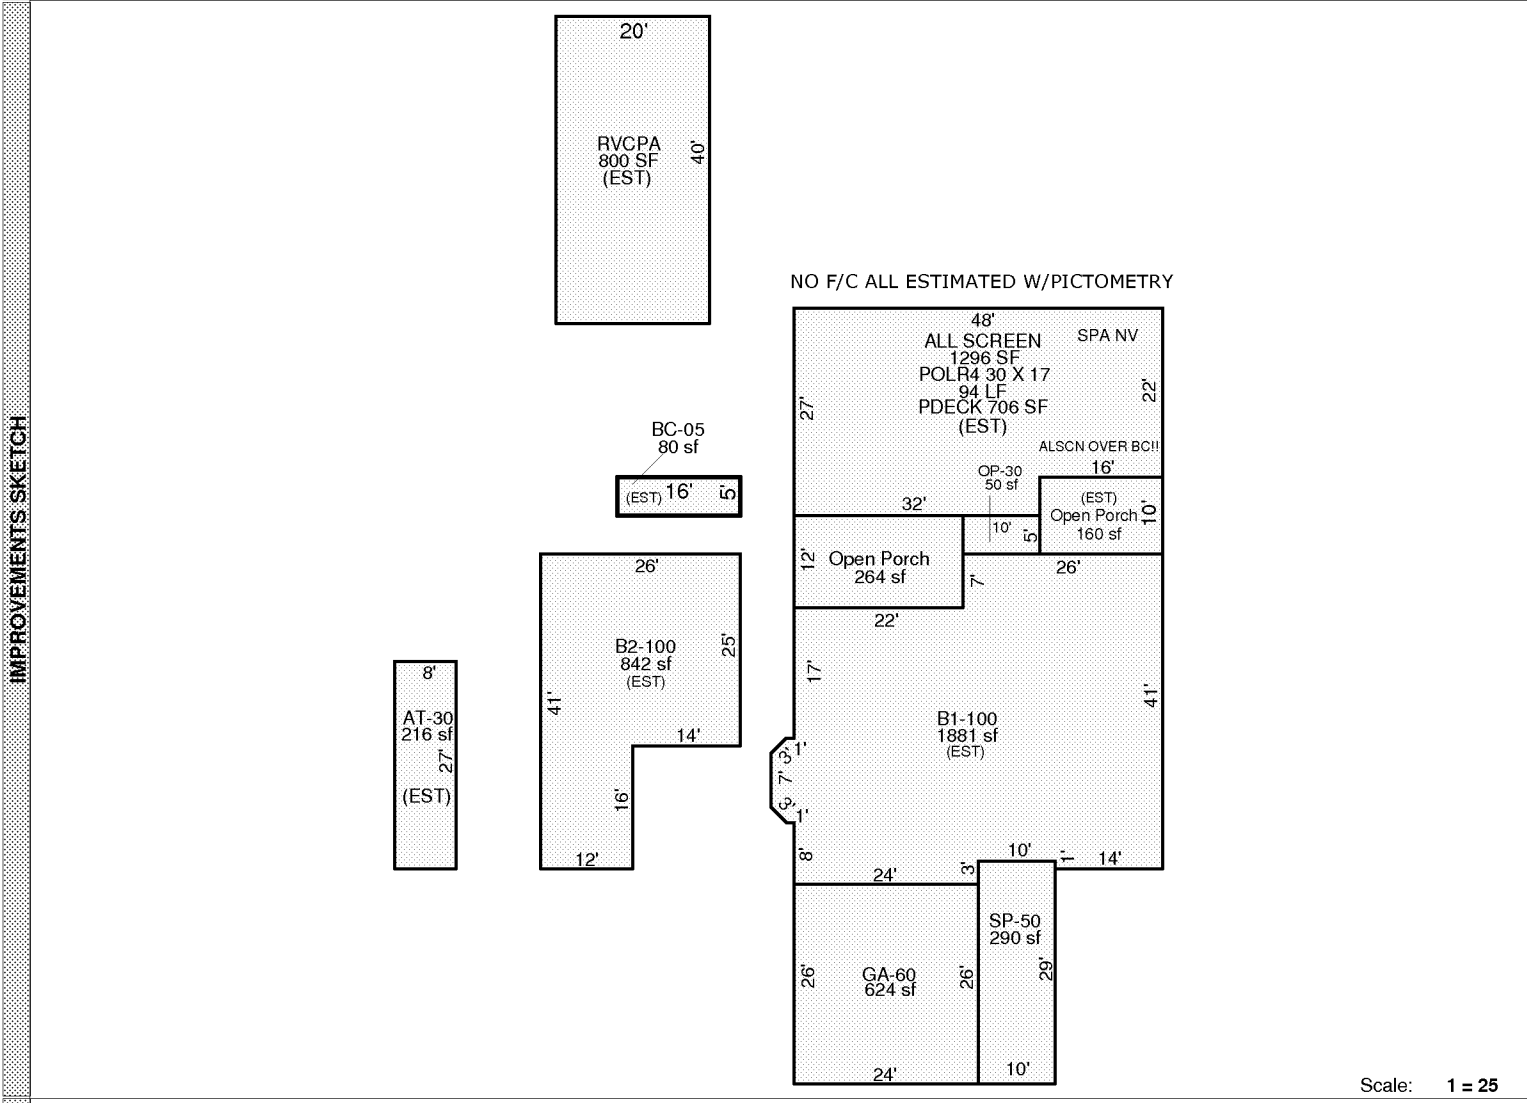 IMPROVEMENTS SKETCH
20'
RVCPA
800 SF
(EST)
40'
NO F/C ALL ESTIMATED W/PICTOMETRY
48'
SPA NV
ALL SCREEN
1296 SF
POLR4 30 X 17
94 LF
PDECK 706 SF
(EST)
27'
22'
ALSCN OVER BC!!
16'
OP-30
50 sf
32'
10'
5'
(EST)
Open Porch
160 sf
10'
BC-05
80 sf
(EST)
16'
5'
12'
Open Porch
264 sf
7'
26'
22'
26'
B2-100
842 sf
(EST)
25'
41'
14'
16'
12'
8'
AT-30
216 sf
27'
(EST)
17'
B1-100
1881 sf
(EST)
41'
3'
1'
7'
3'
1'
8'
24'
3'
10'
1'
14'
SP-50
290 sf
29'
10'
26'
GA-60
624 sf
26'
24'
Scale: 1 = 25